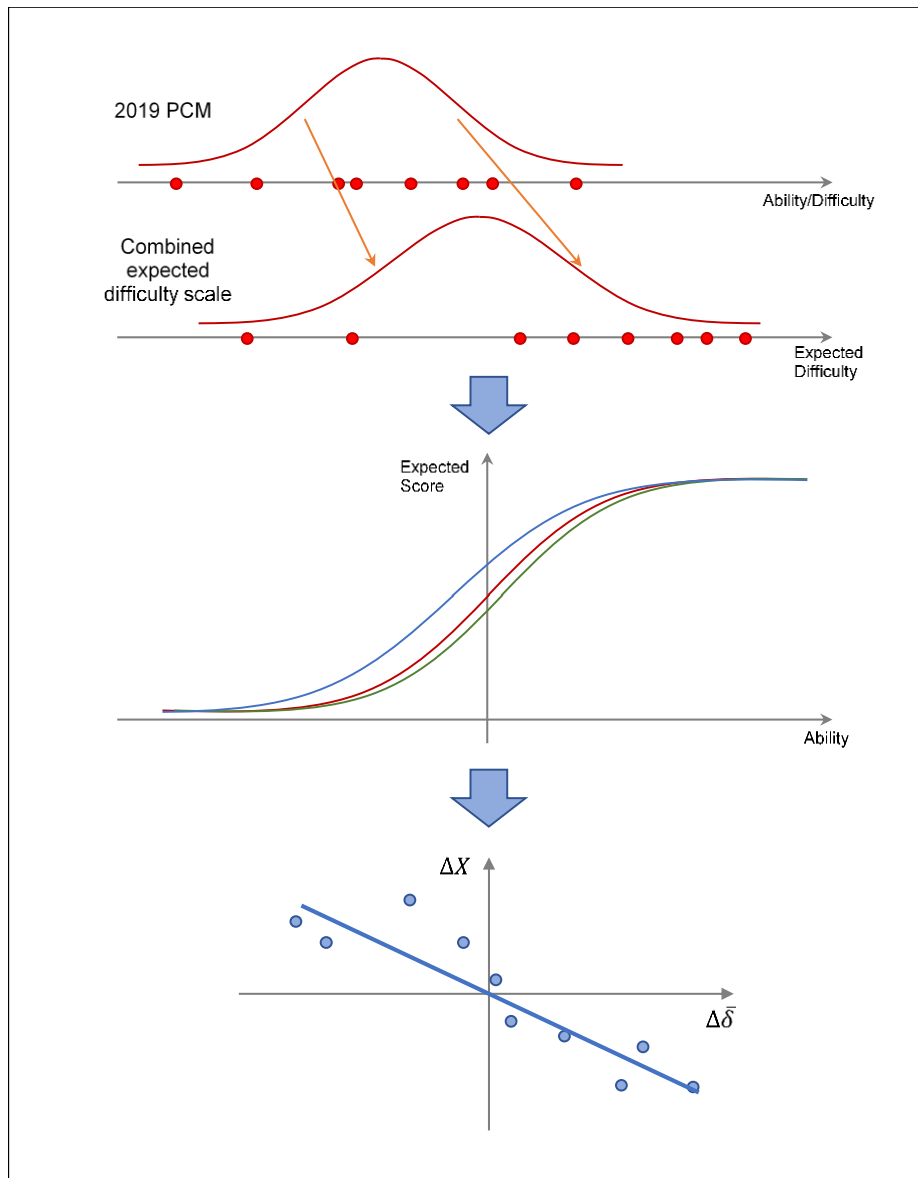 2019 PCM
Ability/Difficulty
Combined
expected
difficulty scale
Expected
Difficulty
Expected
Score
Ability
ΔX
Δδ̄